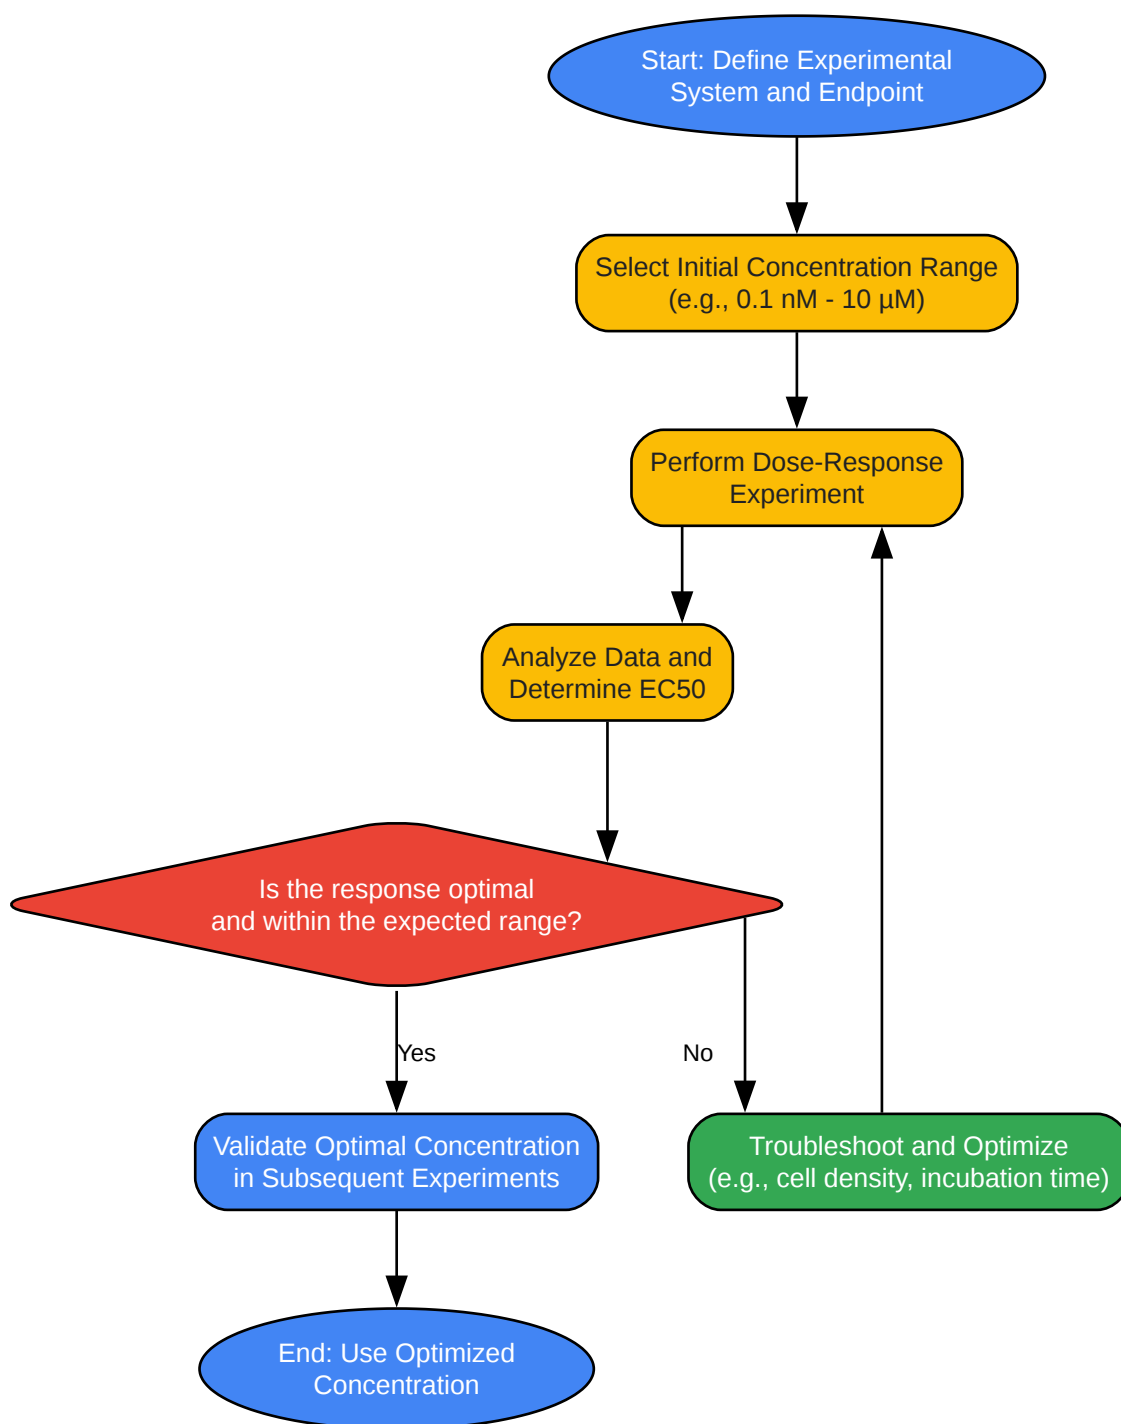 Start: Define Experimental
System and Endpoint
Select Initial Concentration Range
(e.g., 0.1 nM - 10 µM)
Perform Dose-Response
Experiment
Analyze Data and
Determine EC50
Is the response optimal
and within the expected range?
Yes
No
Validate Optimal Concentration
in Subsequent Experiments
Troubleshoot and Optimize
(e.g., cell density, incubation time)
End: Use Optimized
Concentration